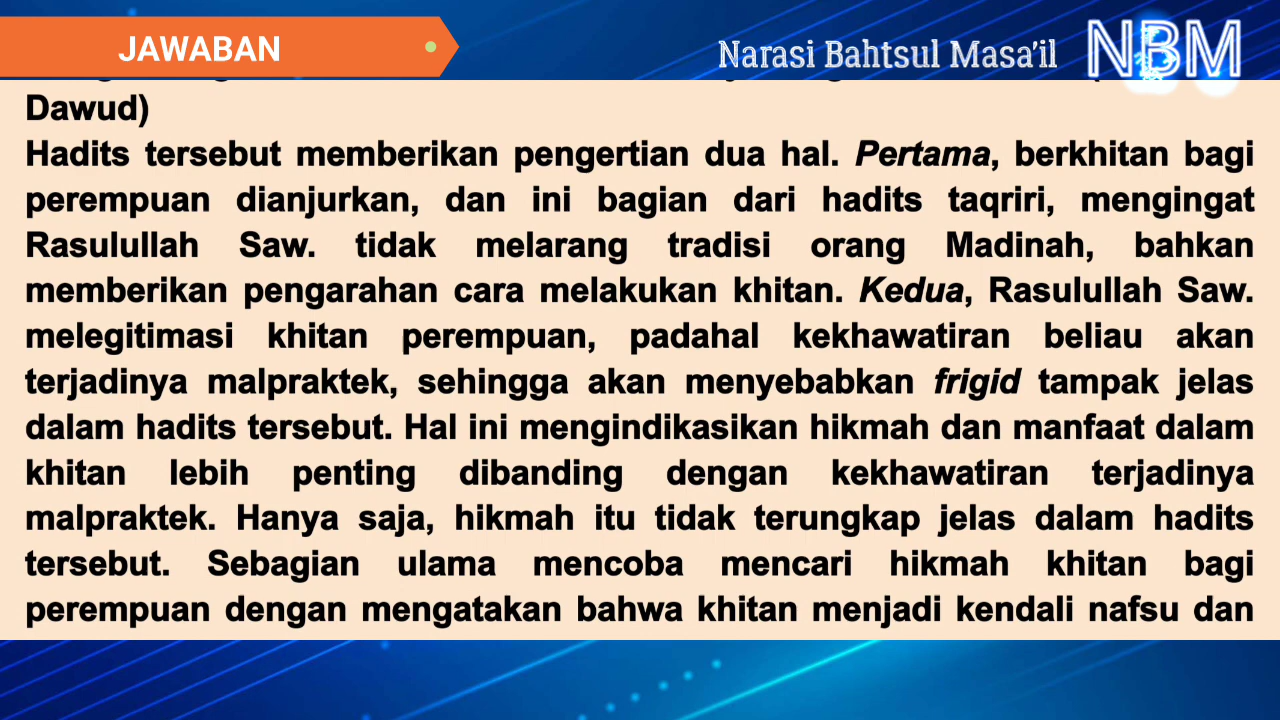 JAWABAN
Narasi Bahtsul Masa'il
NBM
Dawud)
Hadits tersebut memberikan pengertian dua hal. Pertama, berkhitan bagi
perempuan dianjurkan, dan ini bagian dari hadits taqriri, mengingat
Rasulullah Saw. tidak melarang tradisi orang Madinah, bahkan
memberikan pengarahan cara melakukan khitan. Kedua, Rasulullah Saw.
melegitimasi khitan perempuan, padahal kekhawatiran beliau akan
terjadinya malpraktek, sehingga akan menyebabkan frigid tampak jelas
dalam hadits tersebut. Hal ini mengindikasikan hikmah dan manfaat dalam
khitan lebih penting dibanding dengan kekhawatiran terjadinya
malpraktek. Hanya saja, hikmah itu tidak terungkap jelas dalam hadits
tersebut. Sebagian ulama mencoba mencari hikmah khitan bagi
perempuan dengan mengatakan bahwa khitan menjadi kendali nafsu dan